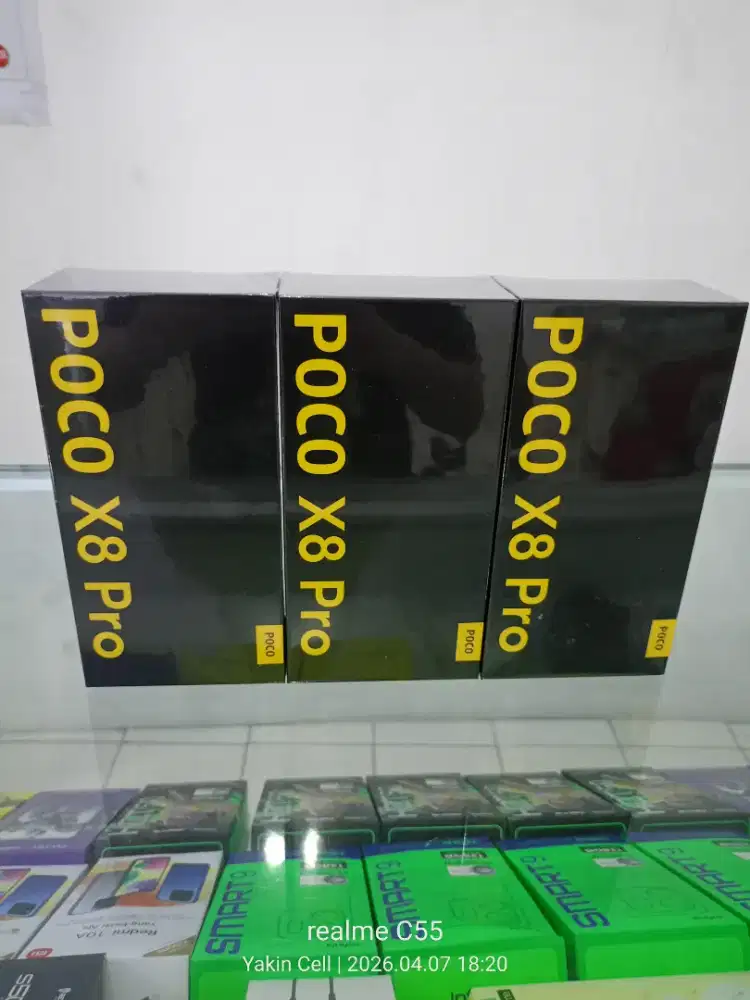 POCO X8 Pro
POCO
POCO X8 Pro
POCO
POCO X8 Pro
POCO
HOT
Redmi 10A
SMART 9
SMART 9
SMART 9
realme C55
Yakin Cell | 2026.04.07 18:20